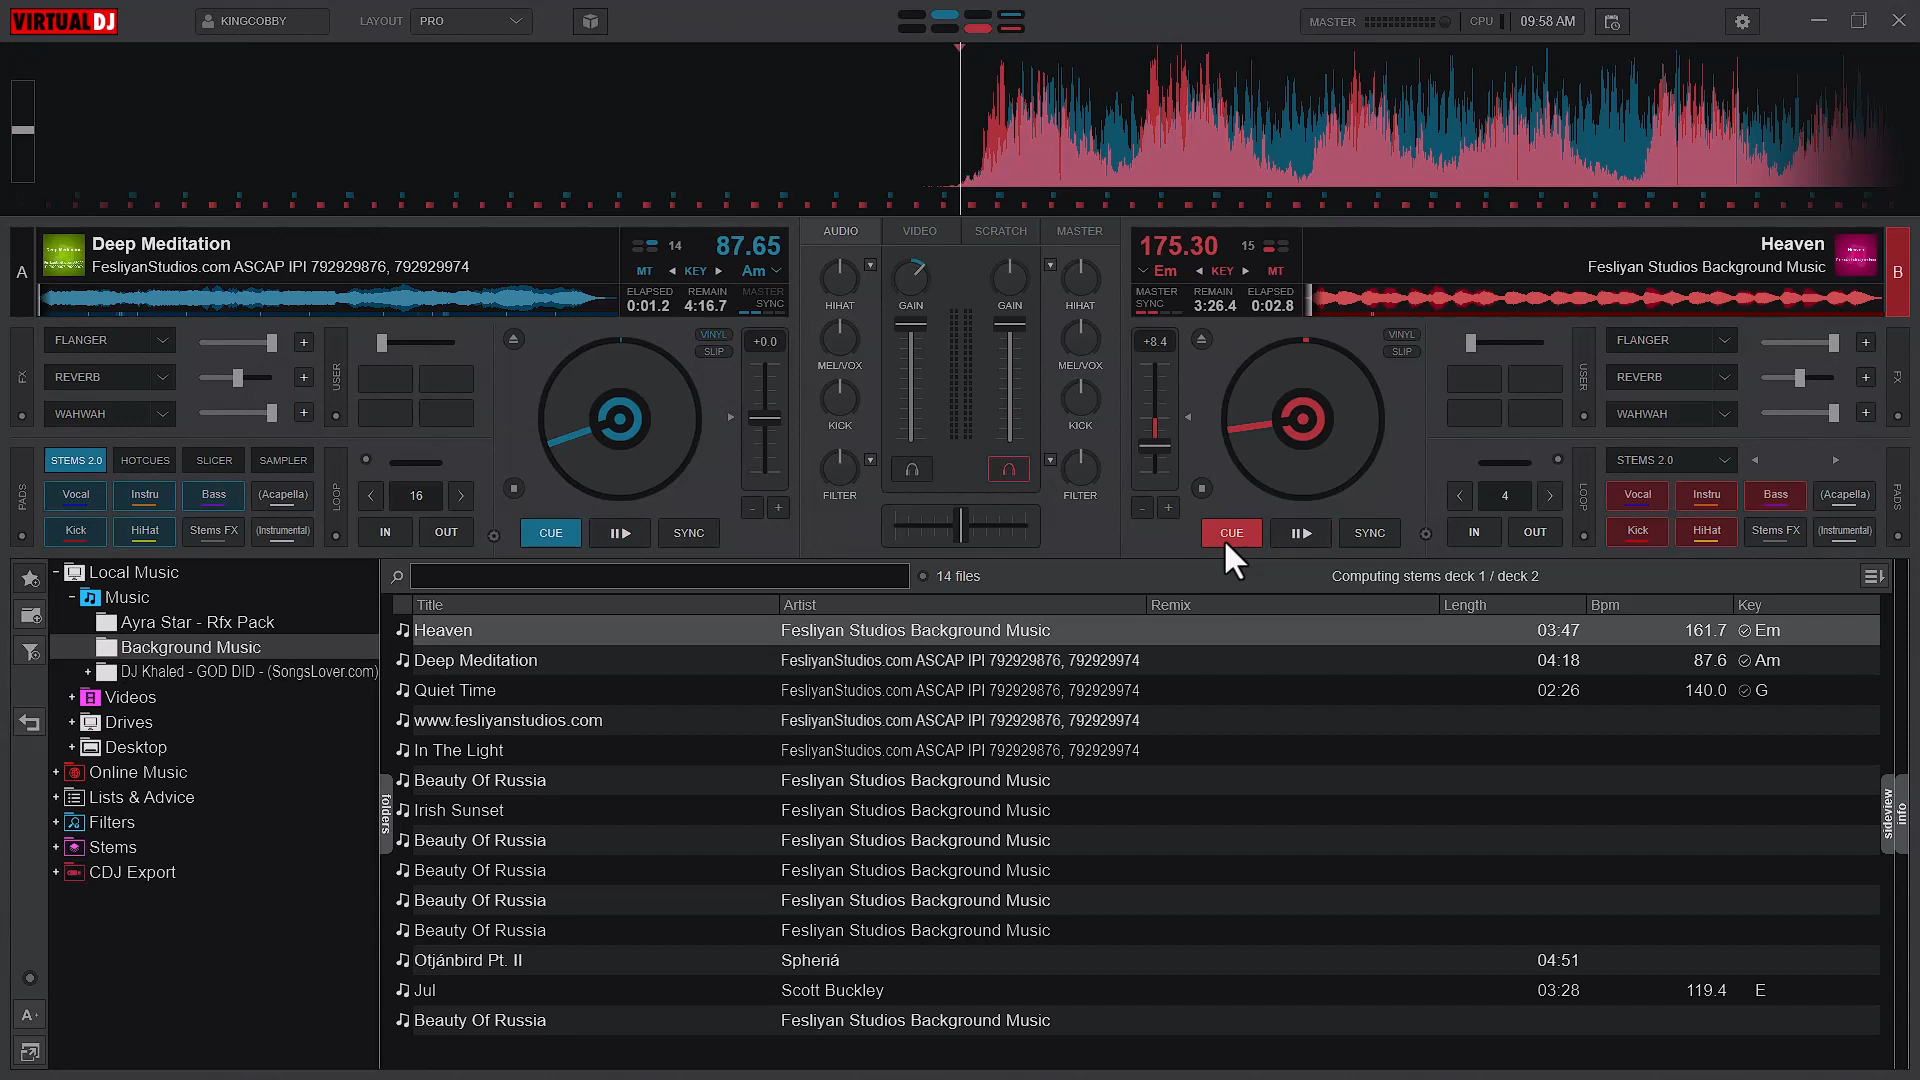 VIRTUAL DJ
KINGCOBBY
LAYOUT PRO
MASTER CPU 09:58 AM
A
Deep Meditation
FesliyanStudios.com ASCAP IPI 792929876, 792929974
14 87.65
MT KEY Am
ELAPSED REMAIN MASTER
0:01.2 4:16.7 SYNC
AUDIO VIDEO SCRATCH MASTER
175.30 15
Em KEY MT
MASTER REMAIN ELAPSED
SYNC 3:26.4 0:02.8
Heaven
Fesliyan Studios Background Music
B
HIHAT GAIN GAIN HIHAT
MEL/VOX MEL/VOX
KICK KICK
FILTER FILTER
FX
FLANGER +
REVERB +
WAHWAH +
USER
VINYL
SLIP
+0.0
- +
+8.4
- +
VINYL
SLIP
USER
FLANGER +
REVERB +
WAHWAH +
FX
PADS
STEMS 2.0 HOTCUES SLICER SAMPLER
Vocal Instru Bass (Acapella)
Kick HiHat Stems FX (Instrumental)
LOOP
16
IN OUT
CUE SYNC
CUE SYNC
4
IN OUT
LOOP
STEMS 2.0
Vocal Instru Bass (Acapella)
Kick HiHat Stems FX (Instrumental)
PADS
Local Music
Music
Ayra Star - Rfx Pack
Background Music
DJ Khaled - GOD DID - (SongsLover.com)
Videos
Drives
Desktop
Online Music
Lists & Advice
Filters
Stems
CDJ Export
A+
folders
14 files
Computing stems deck 1 / deck 2
Title Artist Remix Length Bpm Key
Heaven Fesliyan Studios Background Music 03:47 161.7 Em
Deep Meditation FesliyanStudios.com ASCAP IPI 792929876, 792929974 04:18 87.6 Am
Quiet Time FesliyanStudios.com ASCAP IPI 792929876, 792929974 02:26 140.0 G
www.fesliyanstudios.com FesliyanStudios.com ASCAP IPI 792929876, 792929974
In The Light FesliyanStudios.com ASCAP IPI 792929876, 792929974
Beauty Of Russia Fesliyan Studios Background Music
Irish Sunset Fesliyan Studios Background Music
Beauty Of Russia Fesliyan Studios Background Music
Beauty Of Russia Fesliyan Studios Background Music
Beauty Of Russia Fesliyan Studios Background Music
Beauty Of Russia Fesliyan Studios Background Music
Otjánbird Pt. II Spheriá 04:51
Jul Scott Buckley 03:28 119.4 E
Beauty Of Russia Fesliyan Studios Background Music
sideview
info